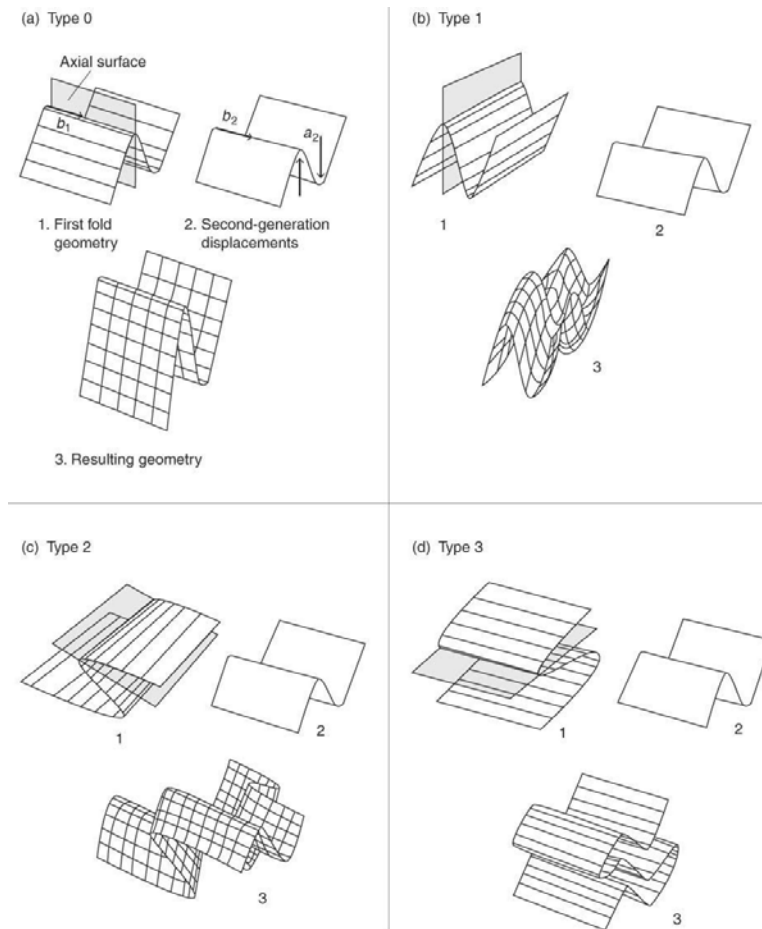 (a) Type 0
Axial surface
b1
b2
a2
1. First fold
geometry
2. Second-generation
displacements
3. Resulting geometry
(b) Type 1
1
2
3
(c) Type 2
1
2
3
(d) Type 3
1
2
3